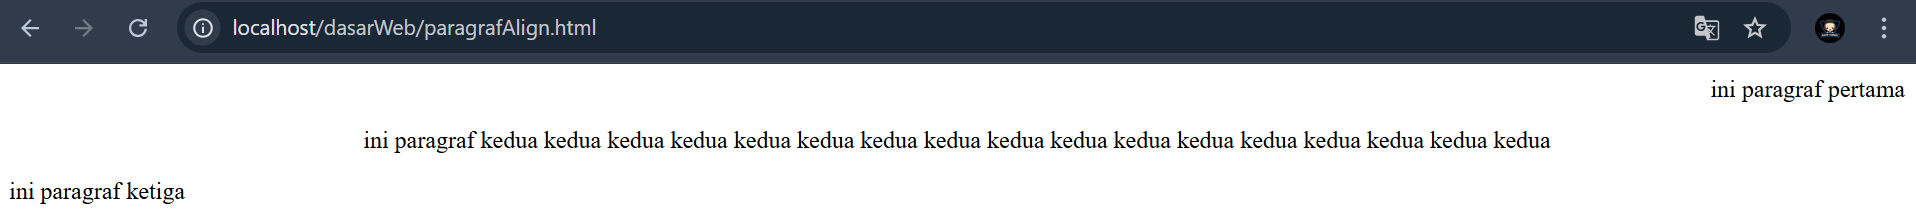 localhost/dasarWeb/paragrafAlign.html
ini paragraf pertama
ini paragraf kedua kedua kedua kedua kedua kedua kedua kedua kedua kedua kedua kedua kedua kedua kedua kedua kedua
ini paragraf ketiga